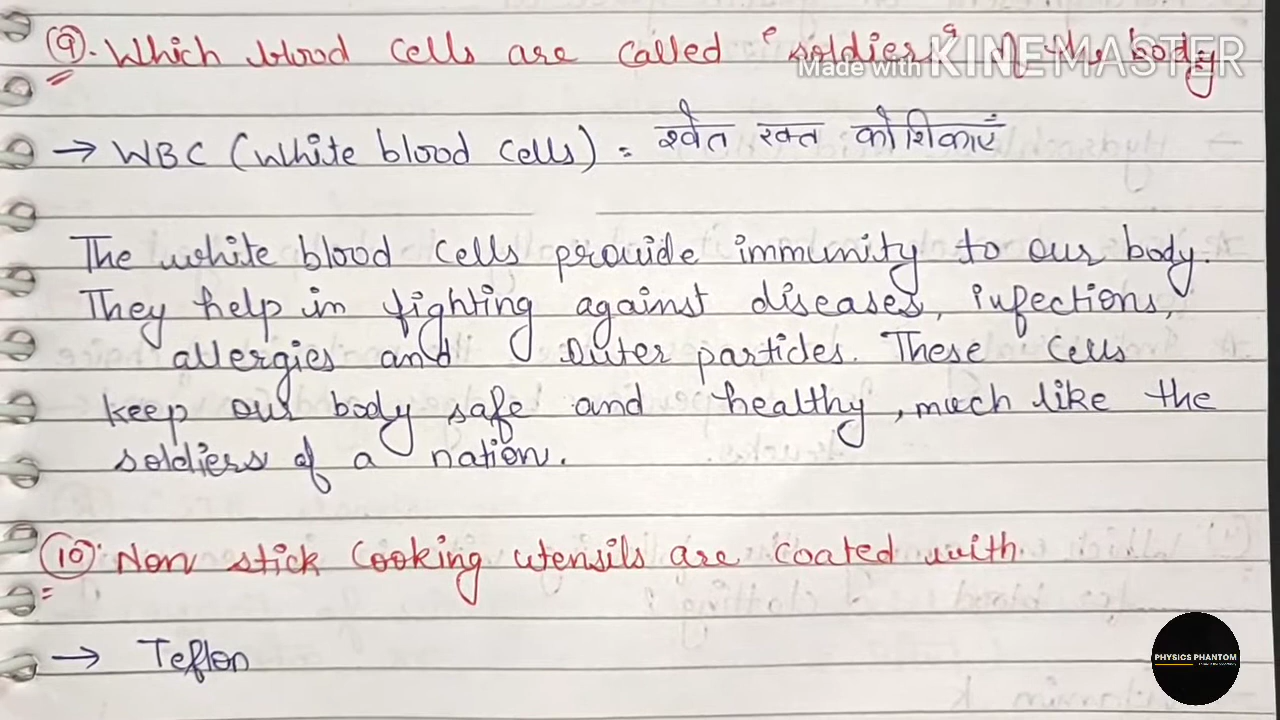 (9). Which blood cells are called "soldiers" of the body
Made with KINEMASTER
→ WBC (White blood cells) = श्वेत रक्त कोशिकाएँ
The white blood cells provide immunity to our body.
They help in fighting against diseases, infections,
allergies and outer particles. These cells
keep our body safe and healthy, much like the
soldiers of a nation.
(10). Non stick cooking utensils are coated with.
→ Teflon
PHYSICS PHANTOM